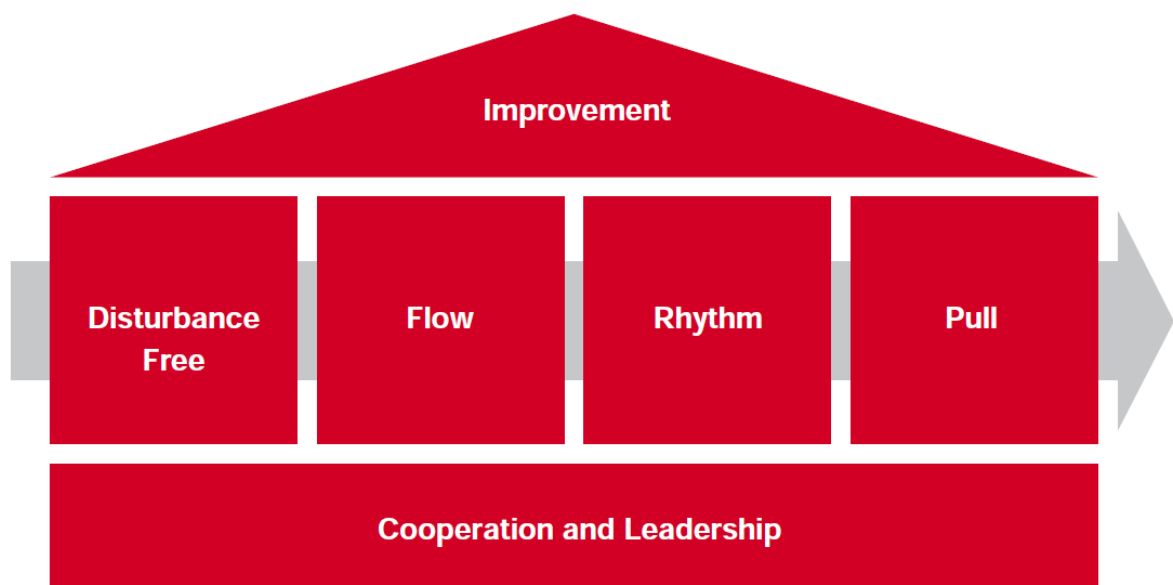 Improvement
Disturbance
Free
Flow
Rhythm
Pull
Cooperation and Leadership